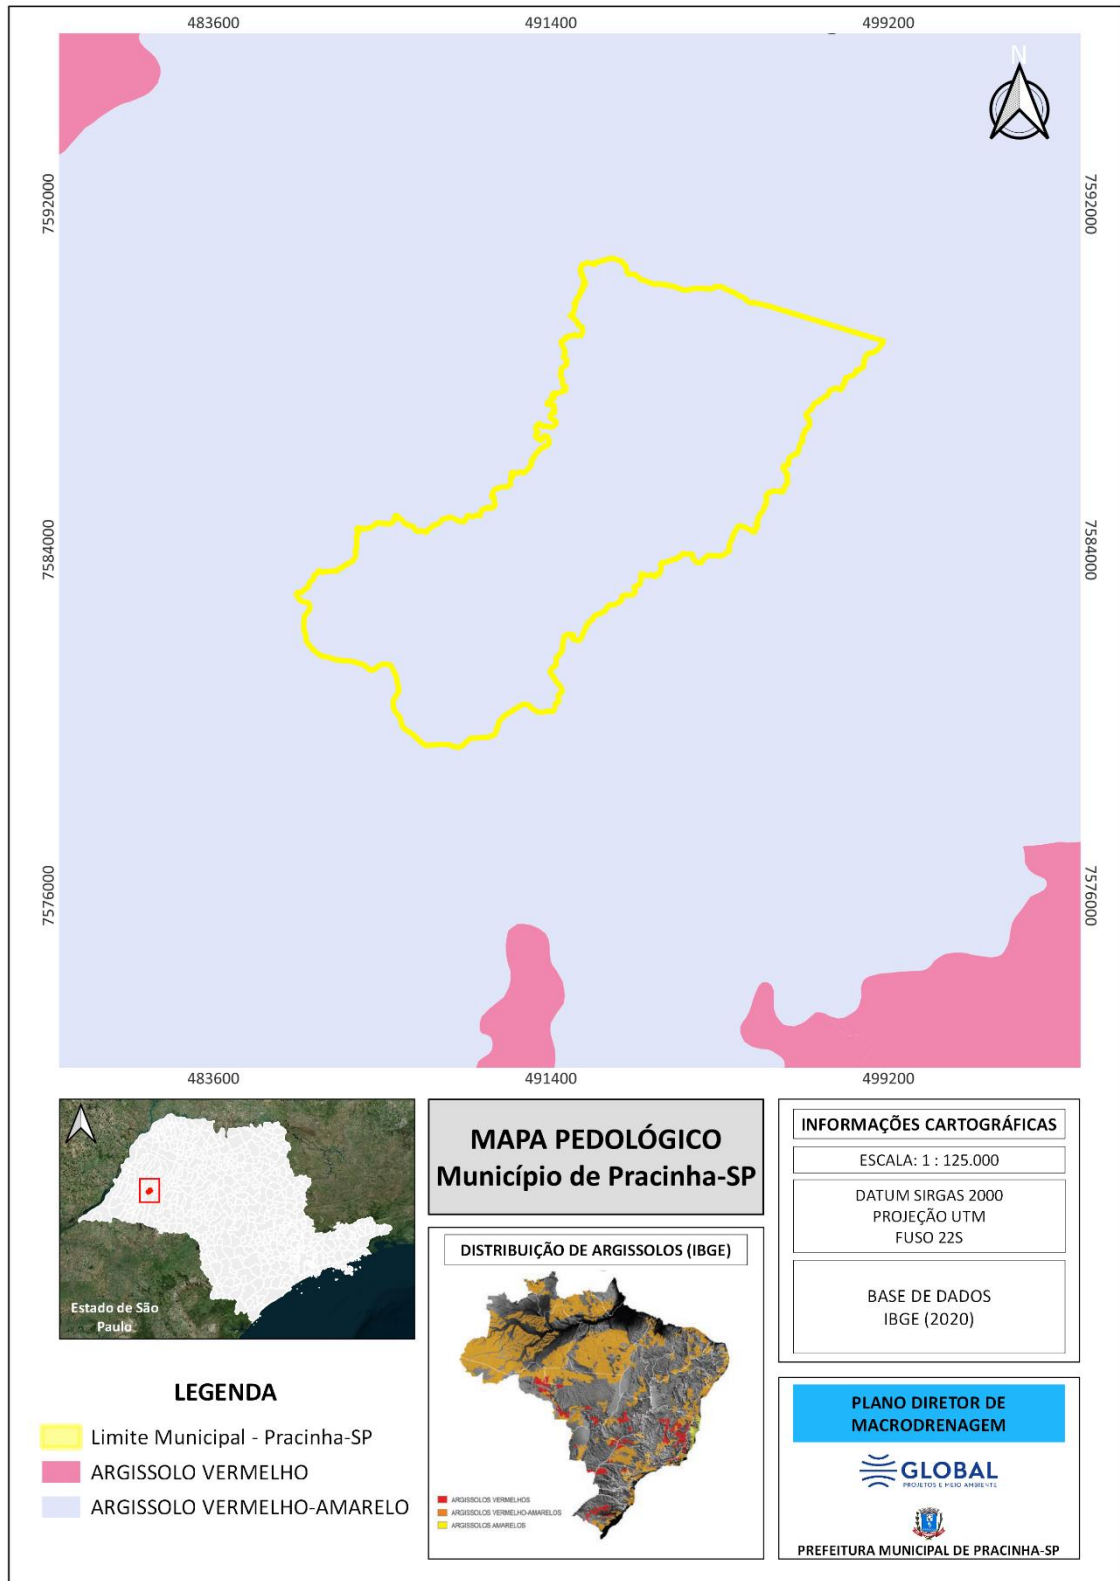 483600
491400
499200
N
7592000
7592000
7584000
7584000
7576000
7576000
483600
491400
499200
Estado de São
Paulo
MAPA PEDOLÓGICO
Município de Pracinha-SP
DISTRIBUIÇÃO DE ARGISSOLOS (IBGE)
ARGISSOLOS VERMELHOS
ARGISSOLOS VERMELHO-AMARELOS
ARGISSOLOS AMARELOS
INFORMAÇÕES CARTOGRÁFICAS
ESCALA: 1 : 125.000
DATUM SIRGAS 2000
PROJEÇÃO UTM
FUSO 22S
BASE DE DADOS
IBGE (2020)
LEGENDA
Limite Municipal - Pracinha-SP
ARGISSOLO VERMELHO
ARGISSOLO VERMELHO-AMARELO
PLANO DIRETOR DE
MACRODRENAGEM
GLOBAL
PROJETOS E MEIO AMBIENTE
PREFEITURA MUNICIPAL DE PRACINHA-SP